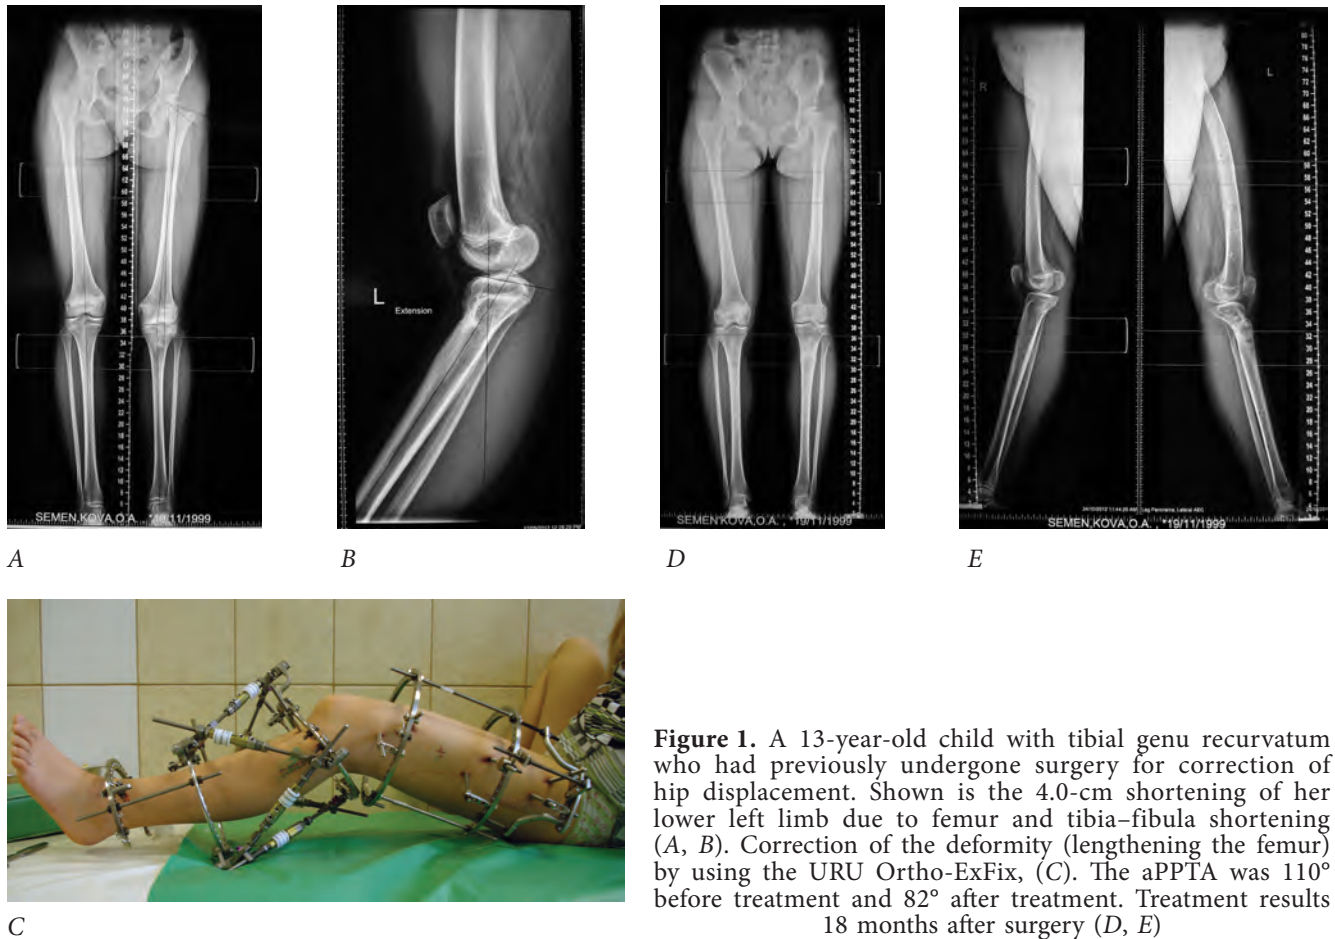 R
L
L
Extension
SEMEN,KOVA,O.A. , *19/11/1999
SEMEN,KOVA,O.A. , *19/11/1999
SEMEN,KOVA,O.A. , *19/11/1999
A
B
D
E
C
Figure 1. A 13-year-old child with tibial genu recurvatum
who had previously undergone surgery for correction of
hip displacement. Shown is the 4.0-cm shortening of her
lower left limb due to femur and tibia–fibula shortening
(A, B). Correction of the deformity (lengthening the femur)
by using the URU Ortho-ExFix, (C). The aPPTA was 110°
before treatment and 82° after treatment. Treatment results
18 months after surgery (D, E)